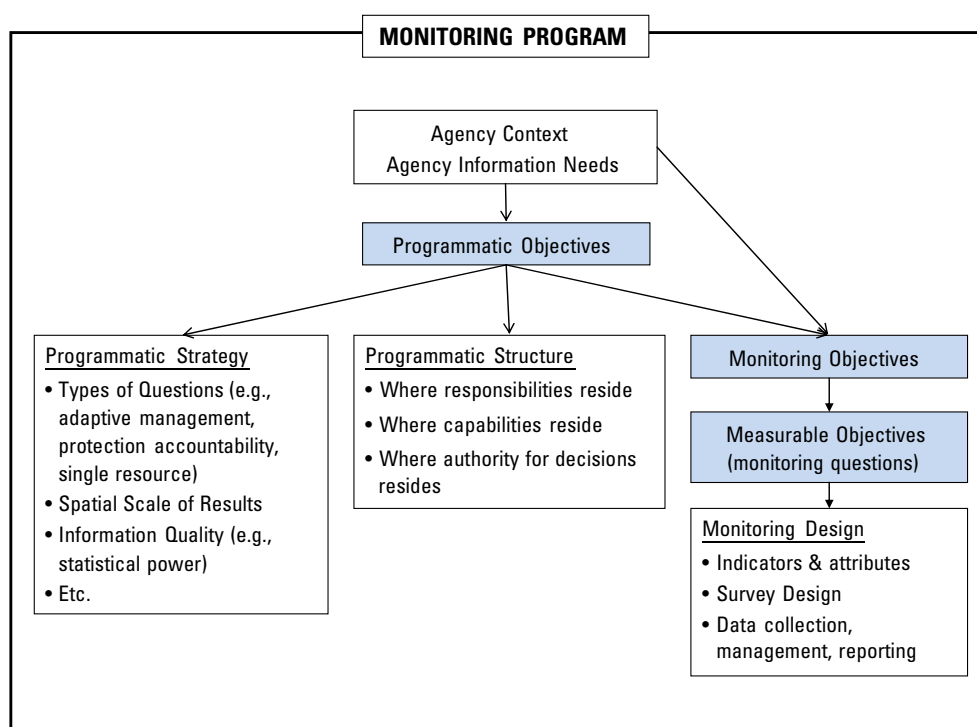 MONITORING PROGRAM
Agency Context
Agency Information Needs
Programmatic Objectives
Programmatic Strategy
• Types of Questions (e.g.,
adaptive management,
protection accountability,
single resource)
• Spatial Scale of Results
• Information Quality (e.g.,
statistical power)
• Etc.
Programmatic Structure
• Where responsibilities reside
• Where capabilities reside
• Where authority for decisions
resides
Monitoring Objectives
Measurable Objectives
(monitoring questions)
Monitoring Design
• Indicators & attributes
• Survey Design
• Data collection,
management, reporting